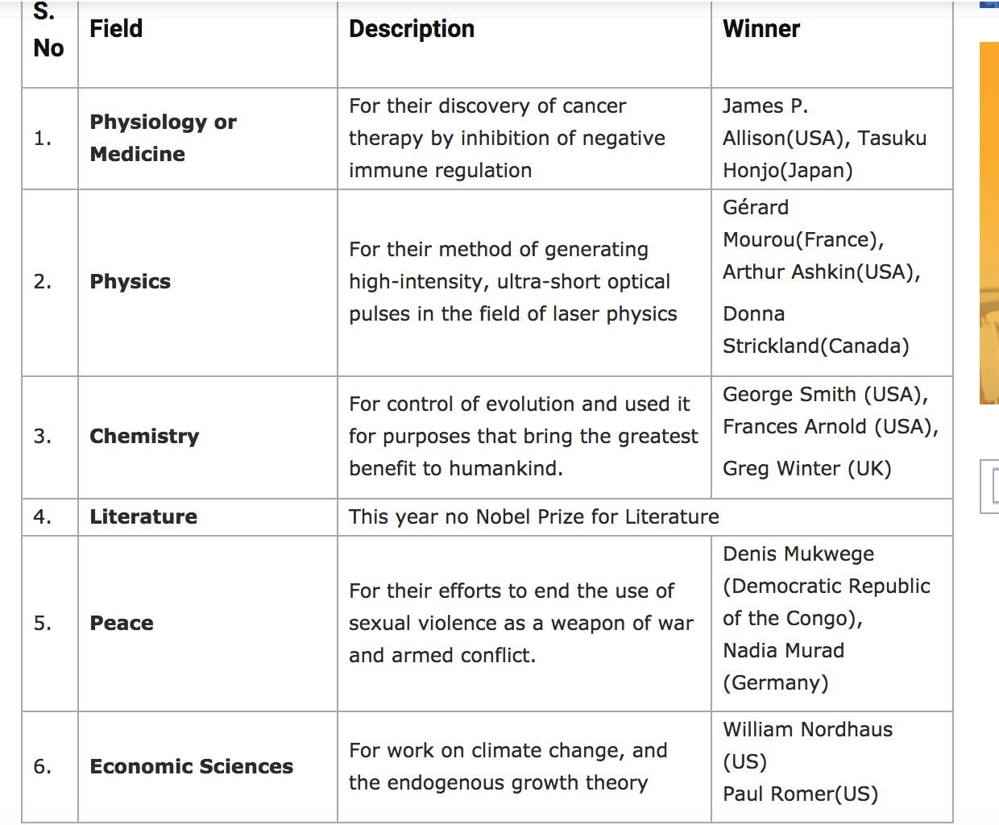 S.
No
Field
Description
Winner
1.
Physiology or
Medicine
For their discovery of cancer
therapy by inhibition of negative
immune regulation
James P.
Allison(USA), Tasuku
Honjo(Japan)
2.
Physics
For their method of generating
high-intensity, ultra-short optical
pulses in the field of laser physics
Gérard
Mourou(France),
Arthur Ashkin(USA),
Donna
Strickland(Canada)
3.
Chemistry
For control of evolution and used it
for purposes that bring the greatest
benefit to humankind.
George Smith (USA),
Frances Arnold (USA),
Greg Winter (UK)
4.
Literature
This year no Nobel Prize for Literature
5.
Peace
For their efforts to end the use of
sexual violence as a weapon of war
and armed conflict.
Denis Mukwege
(Democratic Republic
of the Congo),
Nadia Murad
(Germany)
6.
Economic Sciences
For work on climate change, and
the endogenous growth theory
William Nordhaus
(US)
Paul Romer(US)